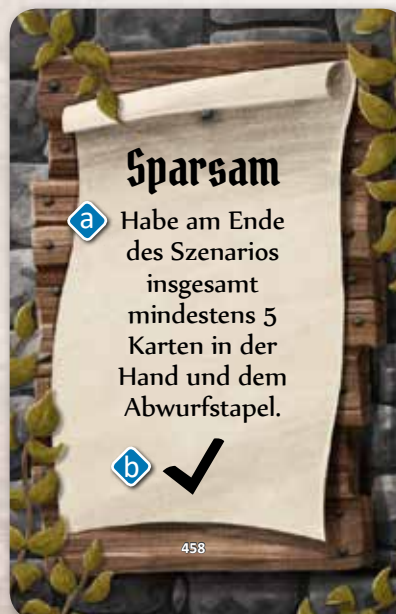 Sparsam
a Habe am Ende
des Szenarios
insgesamt
mindestens 5
Karten in der
Hand und dem
Abwurfstapel.
b
458